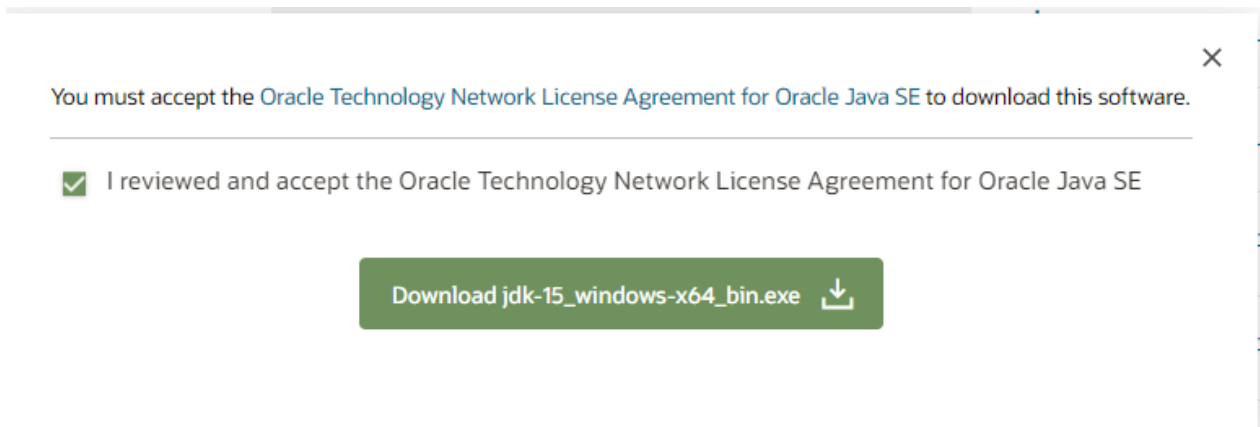 You must accept the Oracle Technology Network License Agreement for Oracle Java SE to download this software.
I reviewed and accept the Oracle Technology Network License Agreement for Oracle Java SE
Download jdk-15_windows-x64_bin.exe